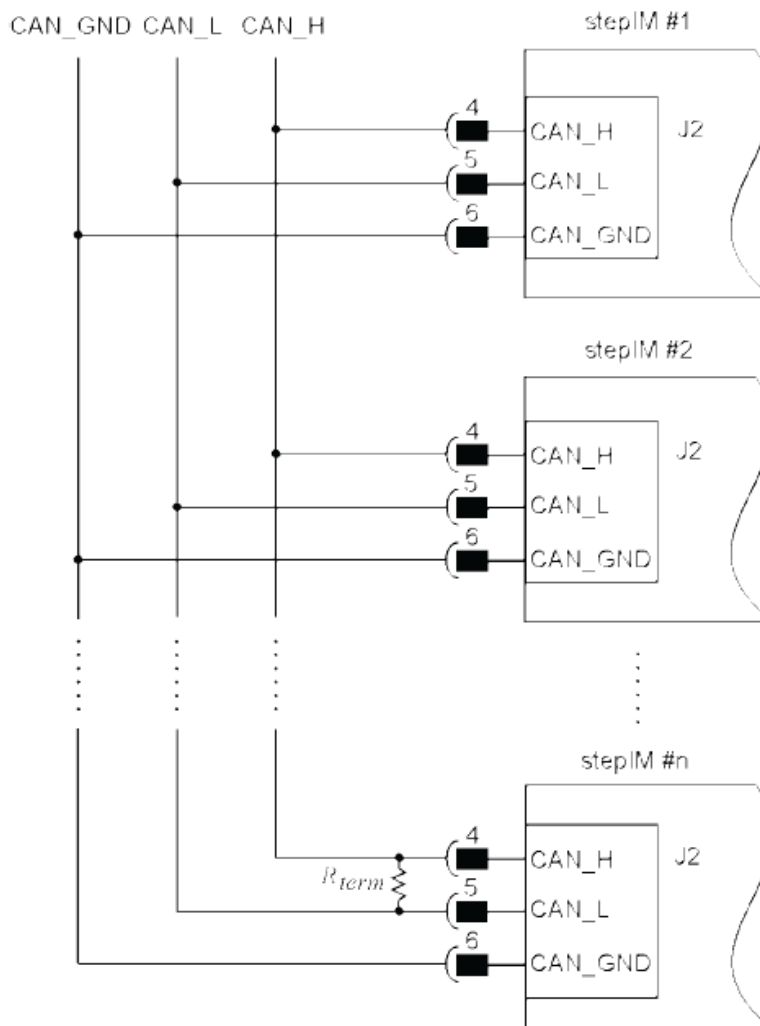 CAN_GND CAN_L CAN_H
stepIM #1
4
CAN_H
J2
5
CAN_L
6
CAN_GND
stepIM #2
4
CAN_H
J2
5
CAN_L
6
CAN_GND
stepIM #n
4
CAN_H
J2
Rterm
5
CAN_L
6
CAN_GND